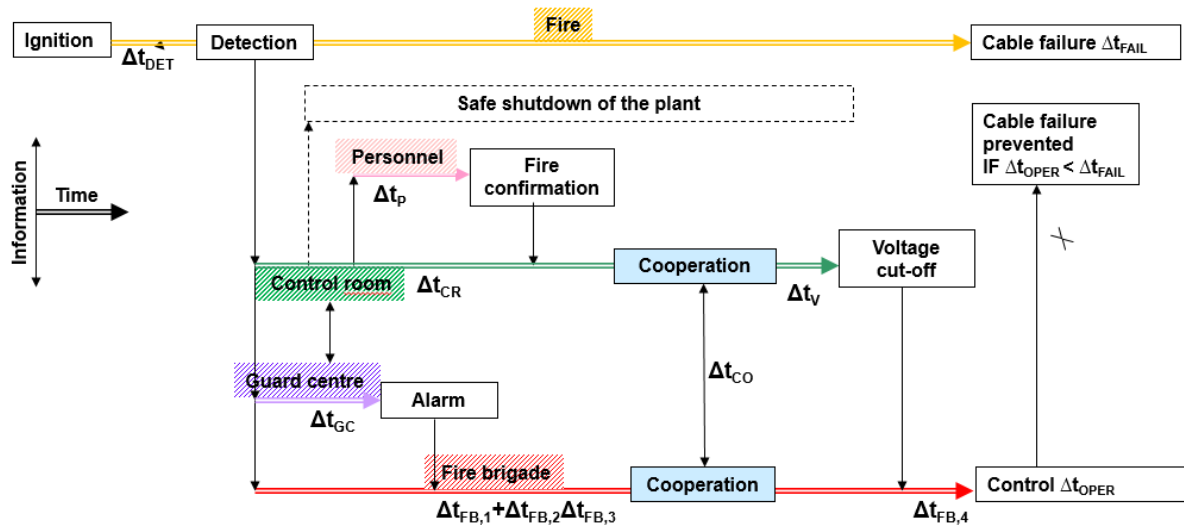 Fire
Ignition
Detection
Cable failure Δt_FAIL
Δt_DET
Safe shutdown of the plant
Cable failure
prevented
IF Δt_OPER < Δt_FAIL
Personnel
Fire
confirmation
Δt_P
Information
Time
Voltage
cut-off
Cooperation
Control room
Δt_CR
Δt_V
Guard centre
Δt_CO
Alarm
Δt_GC
Fire brigade
Cooperation
Control Δt_OPER
Δt_FB,1+Δt_FB,2Δt_FB,3
Δt_FB,4